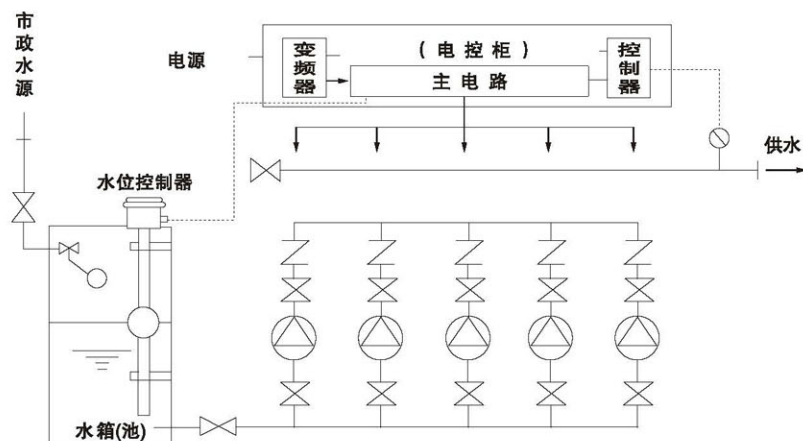 市政水源
电源
变频器
(电控柜)
主电路
控制器
供水
水位控制器
水箱(池)